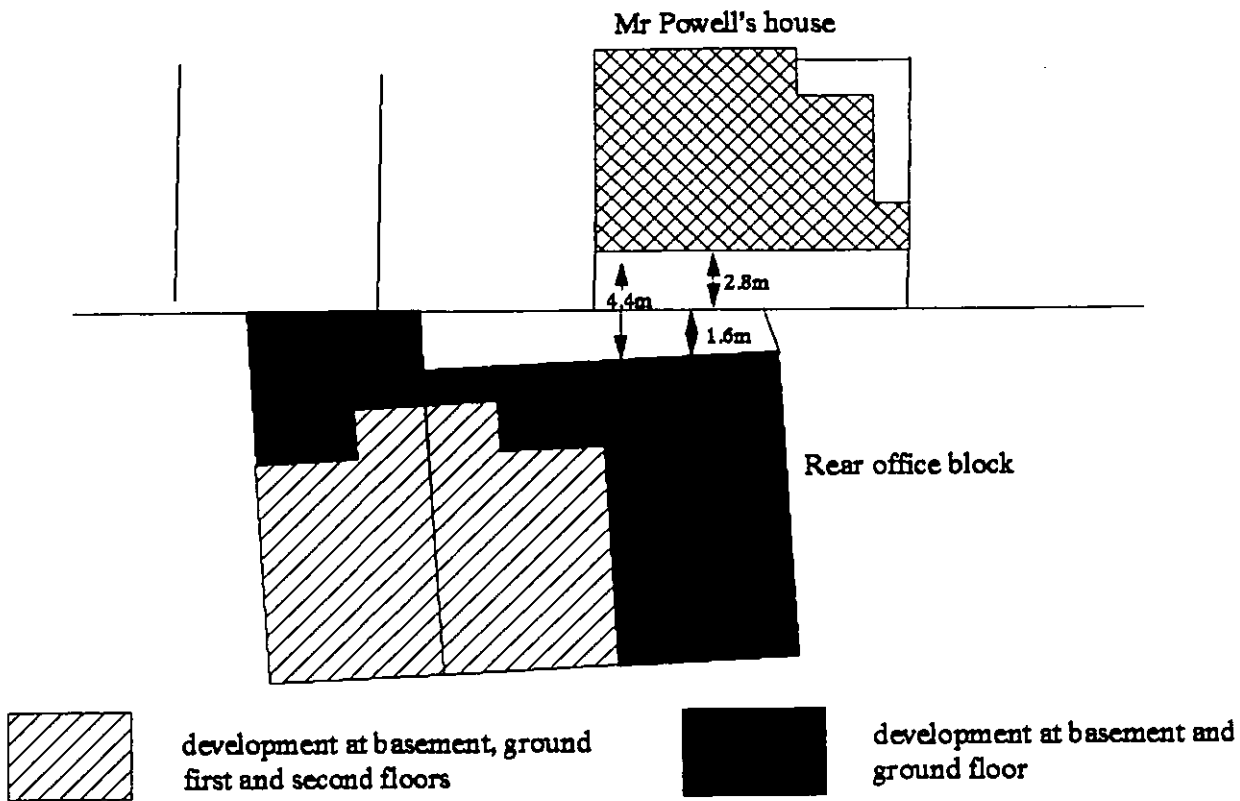 Mr Powell's house
2.8m
4.4m
1.6m
Rear office block
development at basement, ground
first and second floors
development at basement and
ground floor